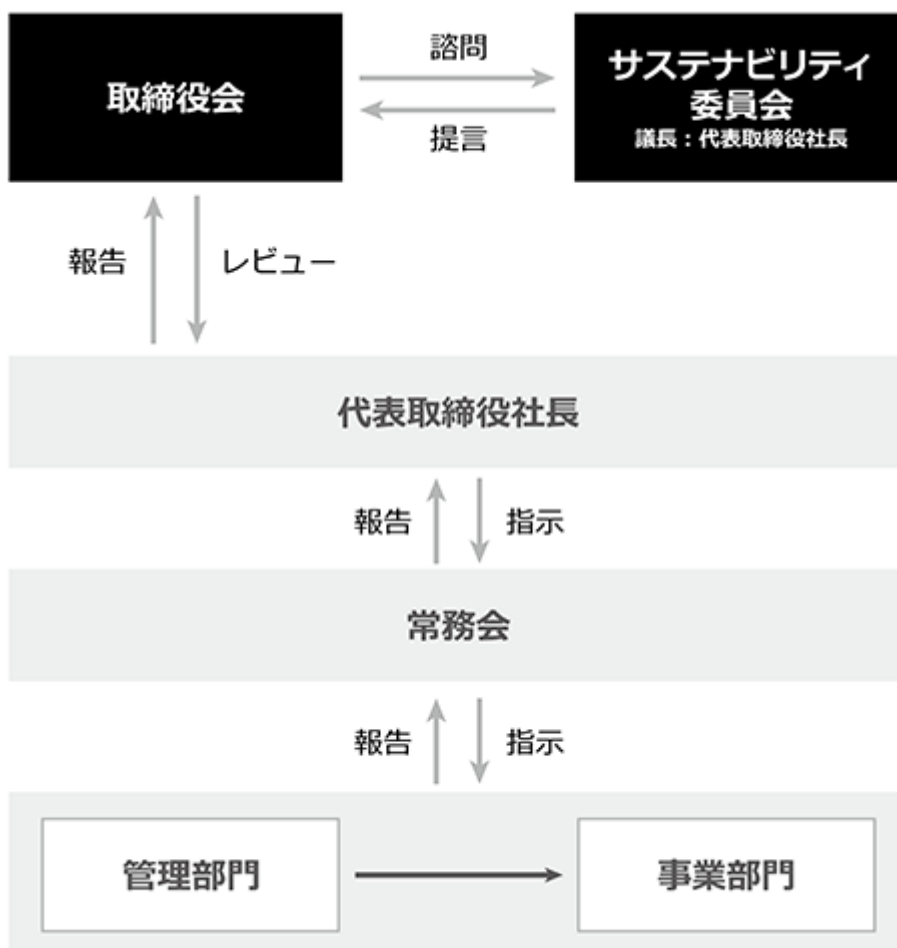 諮問
取締役会
サステナビリティ
委員会
議長：代表取締役社長
提言
報告
レビュー
代表取締役社長
報告
指示
常務会
報告
指示
管理部門
事業部門